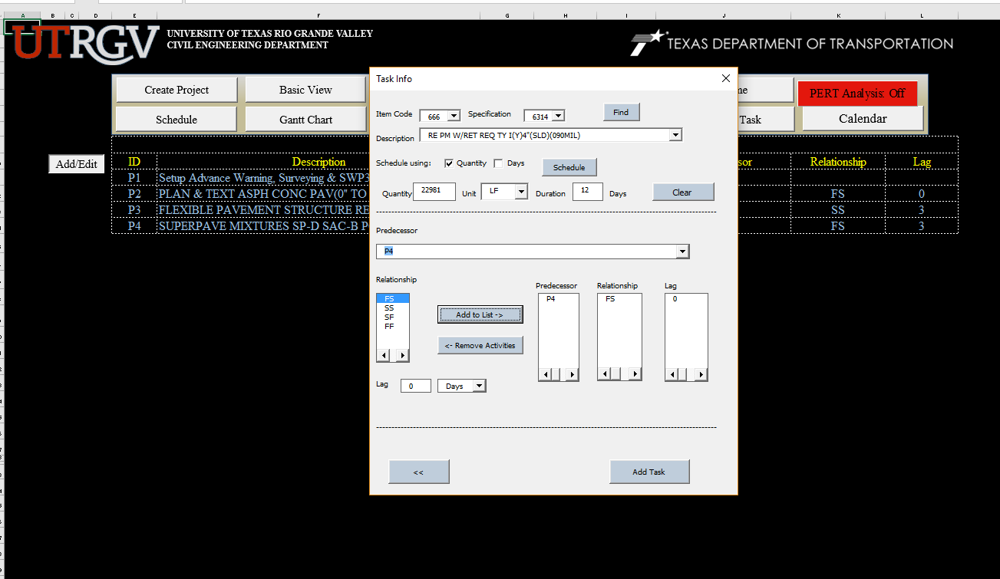 A B C D E F G H I J K L
UTRGV
UNIVERSITY OF TEXAS RIO GRANDE VALLEY
CIVIL ENGINEERING DEPARTMENT
TEXAS DEPARTMENT OF TRANSPORTATION
Create Project Basic View me PERT Analysis: Off
Schedule Gantt Chart Task Calendar
Add/Edit
ID Description sor Relationship Lag
P1 Setup Advance Warning, Surveying & SWP3
P2 PLAN & TEXT ASPH CONC PAV(0" TO FS 0
P3 FLEXIBLE PAVEMENT STRUCTURE RE SS 3
P4 SUPERPAVE MIXTURES SP-D SAC-B P FS 3
Task Info
Item Code 666 Specification 6314 Find
Description RE PM W/RET REQ TY I(Y)4"(SLD)(090MIL)
Schedule using: Quantity Days Schedule
Quantity 22981 Unit LF Duration 12 Days Clear
Predecessor
P4
Relationship
FS
SS
SF
FF
Add to List ->
<- Remove Activities
Predecessor Relationship Lag
P4 FS 0
Lag 0 Days
<< Add Task